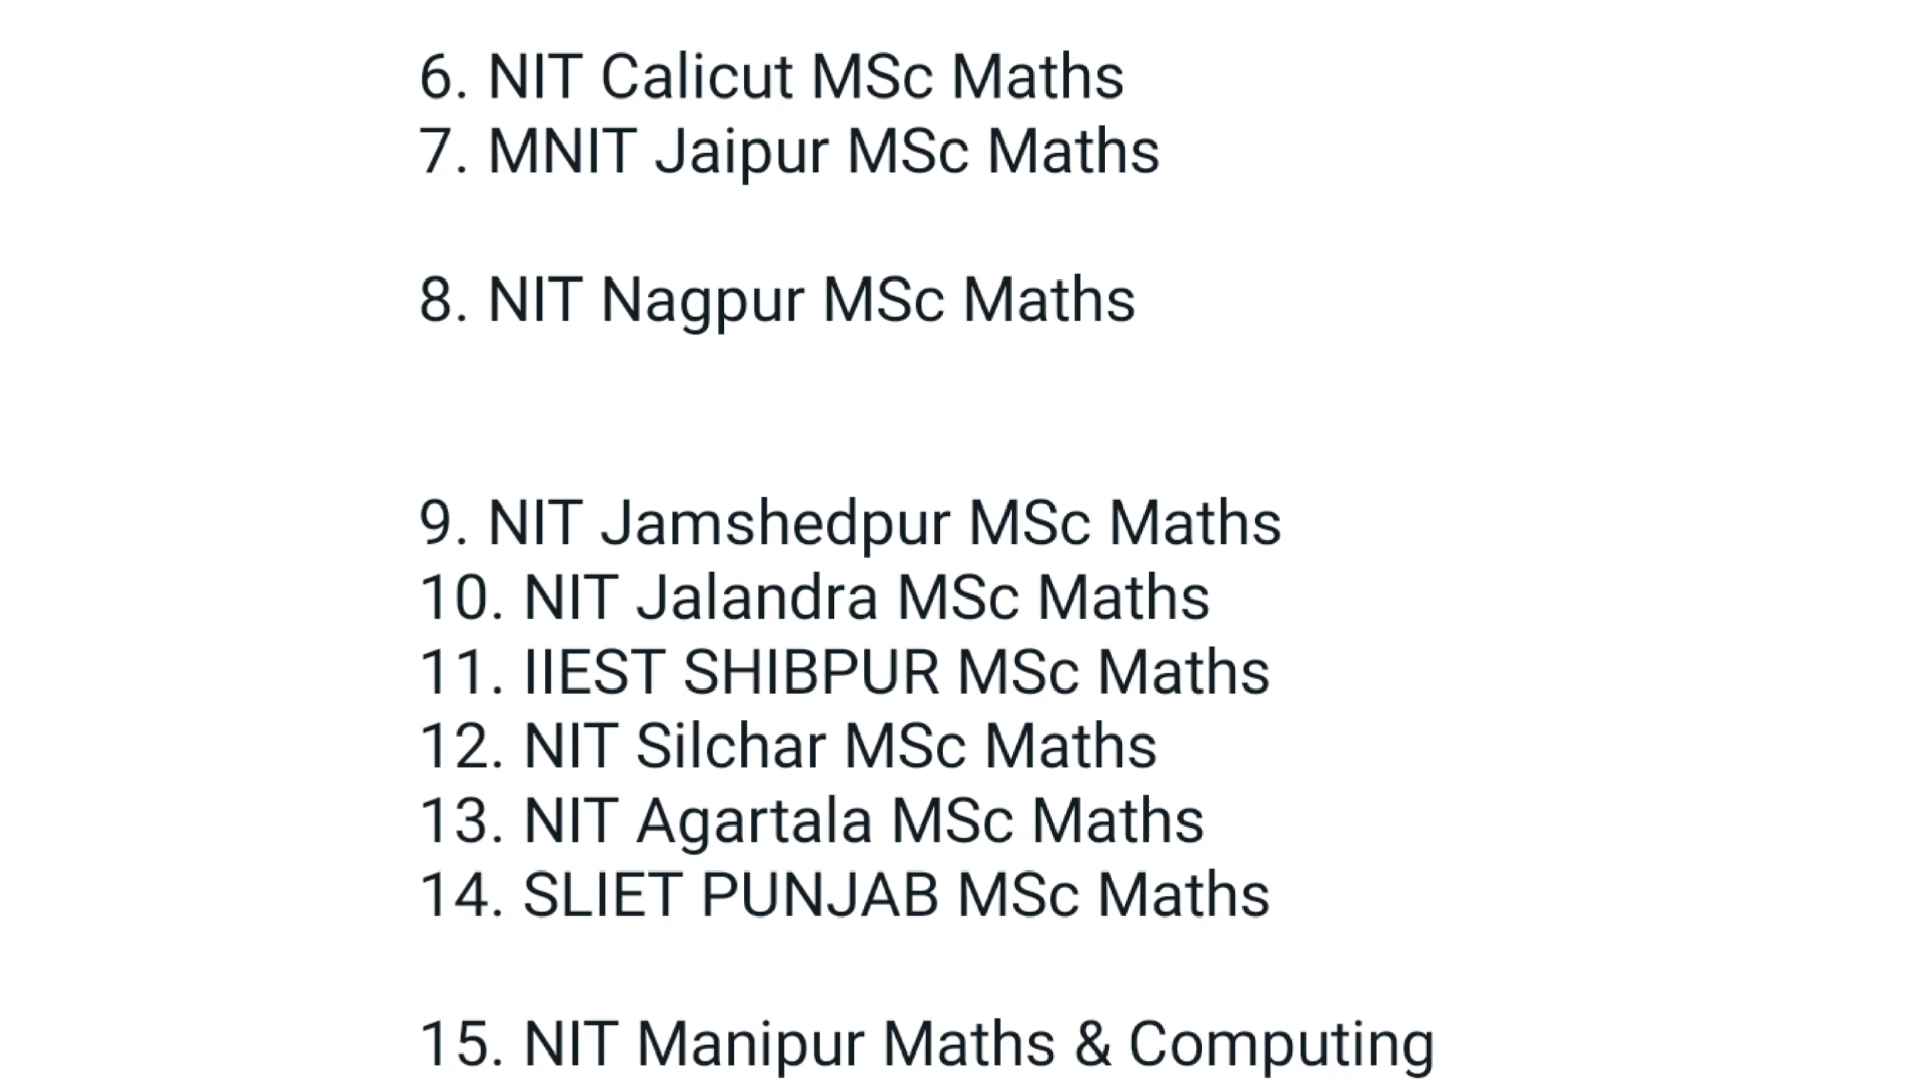 6. NIT Calicut MSc Maths
7. MNIT Jaipur MSc Maths
8. NIT Nagpur MSc Maths
9. NIT Jamshedpur MSc Maths
10. NIT Jalandra MSc Maths
11. IIEST SHIBPUR MSc Maths
12. NIT Silchar MSc Maths
13. NIT Agartala MSc Maths
14. SLIET PUNJAB MSc Maths
15. NIT Manipur Maths & Computing